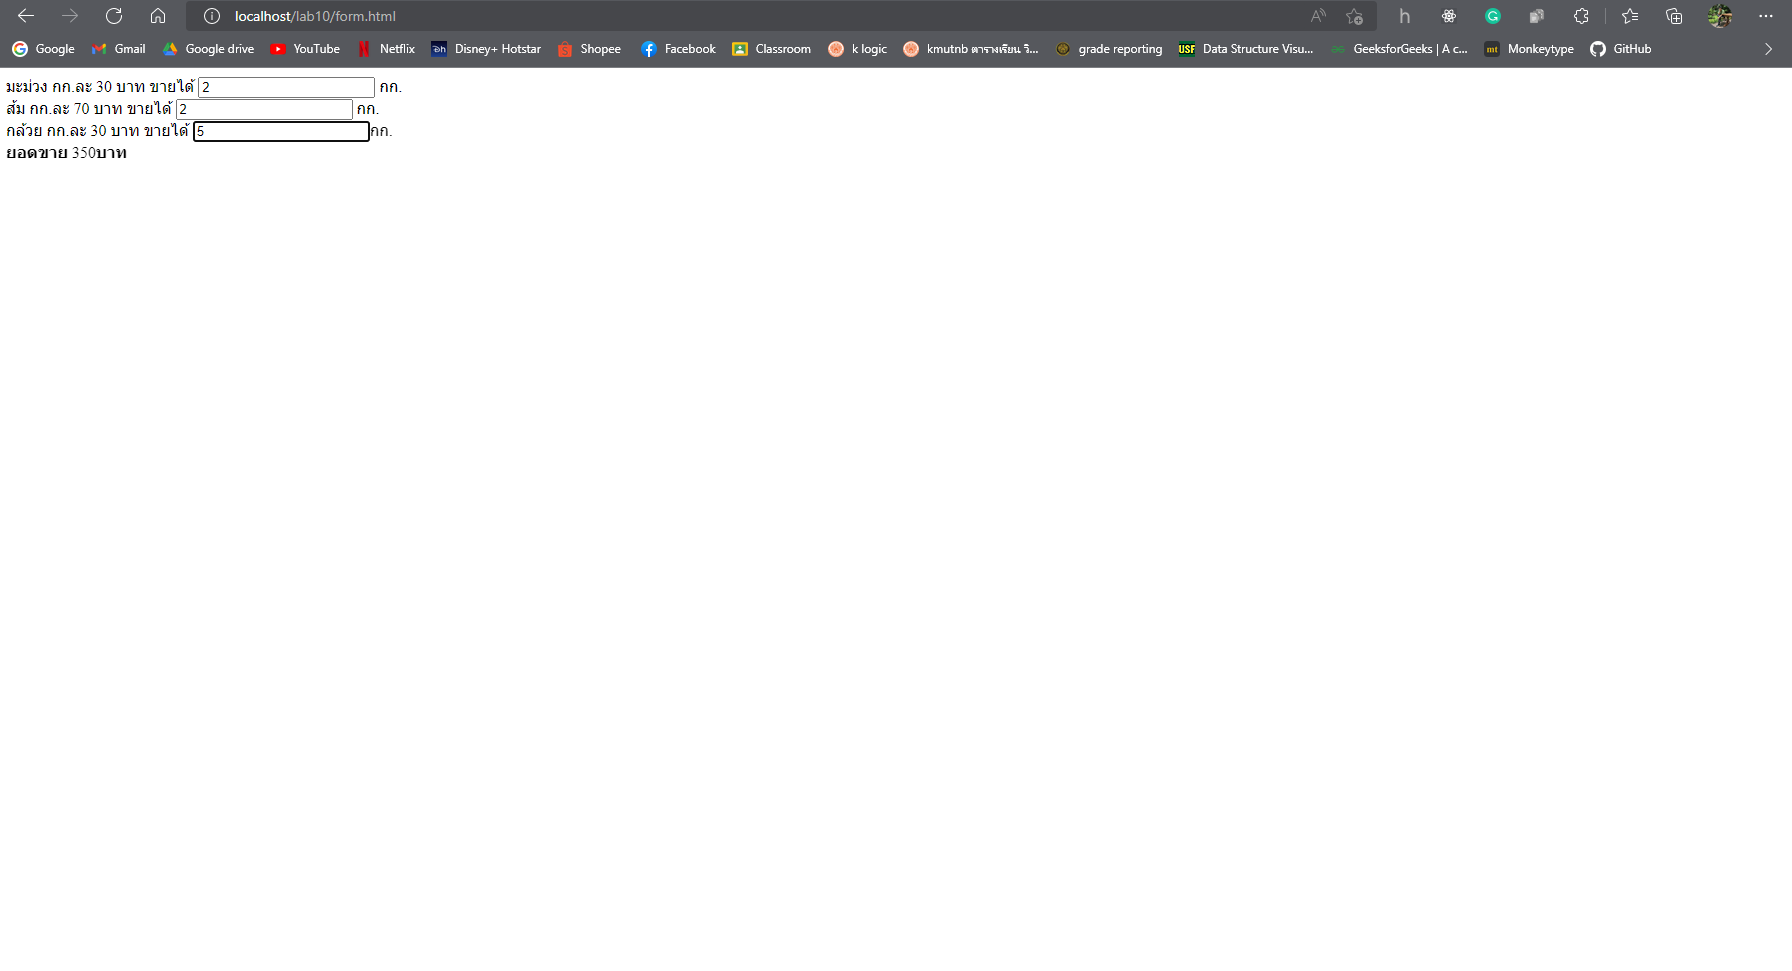 localhost/lab10/form.html
Google Gmail Google drive YouTube Netflix Disney+ Hotstar Shopee Facebook Classroom k logic kmutnb ตารางเรียน วิ... grade reporting Data Structure Visu... GeeksforGeeks | A c... Monkeytype GitHub
มะม่วง กก.ละ 30 บาท ขายได้ 2 กก.
ส้ม กก.ละ 70 บาท ขายได้ 2 กก.
กล้วย กก.ละ 30 บาท ขายได้ 5 กก.
ยอดขาย 350บาท